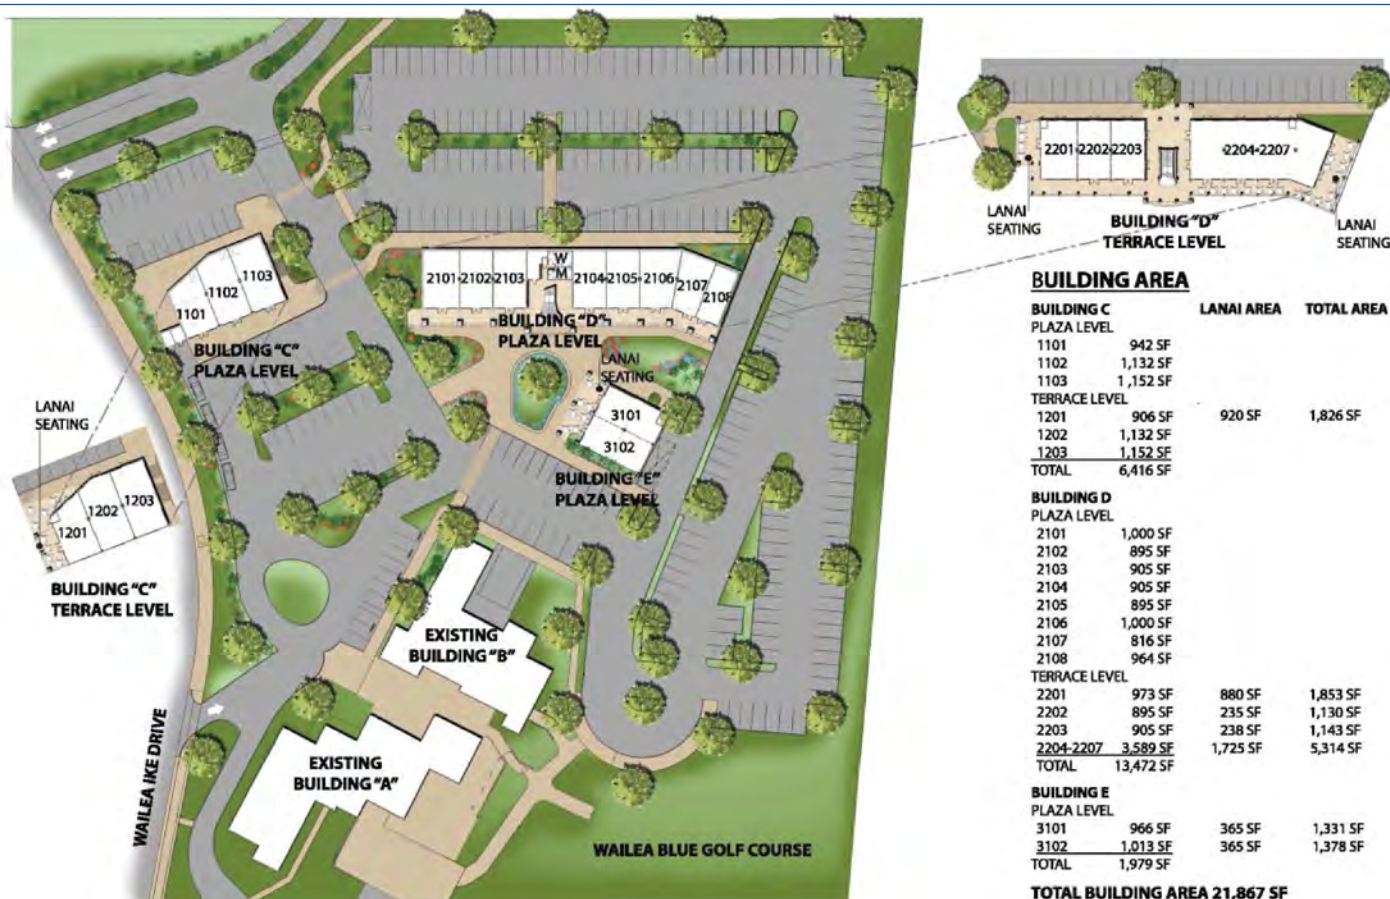 2201 2202 2203
2204 2207
LANAI
SEATING
BUILDING "D"
TERRACE LEVEL
LANAI
SEATING
1101
1102
1103
BUILDING "C"
PLAZA LEVEL
2101 2102 2103
W
M
2104 2105 2106 2107 2108
BUILDING "D"
PLAZA LEVEL
LANAI
SEATING
3101
3102
BUILDING "E"
PLAZA LEVEL
LANAI
SEATING
1201 1202 1203
BUILDING "C"
TERRACE LEVEL
EXISTING
BUILDING "B"
EXISTING
BUILDING "A"
WAILEA IKE DRIVE
WAILEA BLUE GOLF COURSE
BUILDING AREA
BUILDING C LANAI AREA TOTAL AREA
PLAZA LEVEL
1101 942 SF
1102 1,132 SF
1103 1,152 SF
TERRACE LEVEL
1201 906 SF 920 SF 1,826 SF
1202 1,132 SF
1203 1,152 SF
TOTAL 6,416 SF
BUILDING D
PLAZA LEVEL
2101 1,000 SF
2102 895 SF
2103 905 SF
2104 905 SF
2105 895 SF
2106 1,000 SF
2107 816 SF
2108 964 SF
TERRACE LEVEL
2201 973 SF 880 SF 1,853 SF
2202 895 SF 235 SF 1,130 SF
2203 905 SF 238 SF 1,143 SF
2204-2207 3,589 SF 1,725 SF 5,314 SF
TOTAL 13,472 SF
BUILDING E
PLAZA LEVEL
3101 966 SF 365 SF 1,331 SF
3102 1,013 SF 365 SF 1,378 SF
TOTAL 1,979 SF
TOTAL BUILDING AREA 21,867 SF